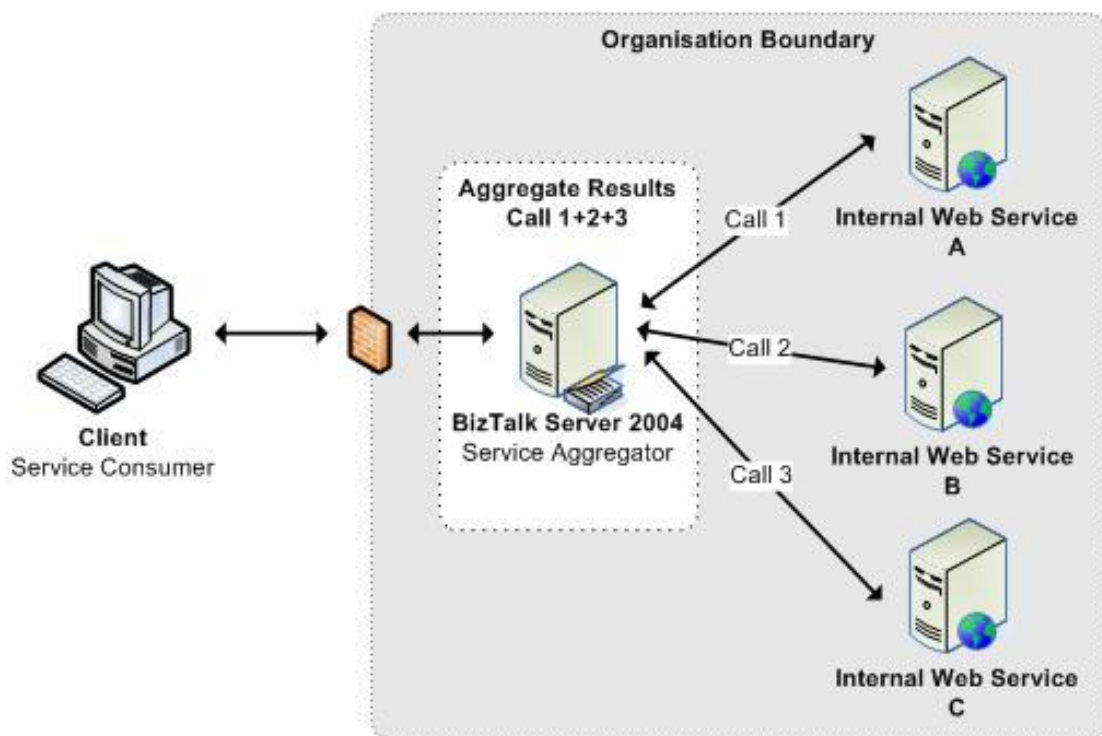 Organisation Boundary
Aggregate Results
Call 1+2+3
Call 1
Internal Web Service
A
Client
Service Consumer
BizTalk Server 2004
Service Aggregator
Call 2
Internal Web Service
B
Call 3
Internal Web Service
C